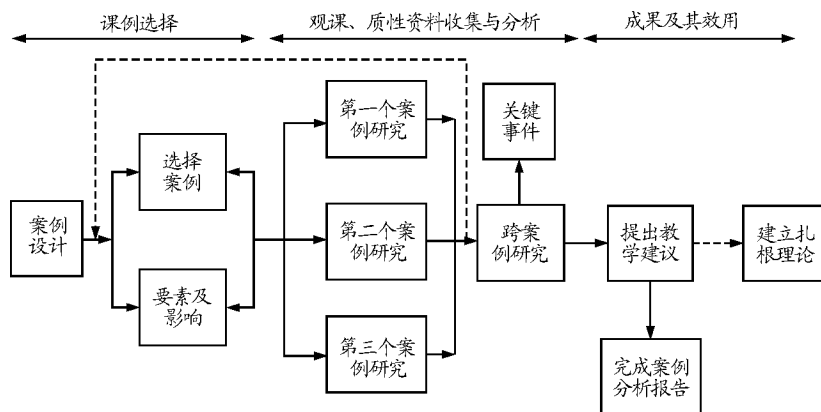 课例选择
观课、质性资料收集与分析
成果及其效用
案例
设计
选择
案例
要素及
影响
第一个案
例研究
第二个案
例研究
第三个案
例研究
关键
事件
跨案
例研究
提出教
学建议
建立扎
根理论
完成案例
分析报告